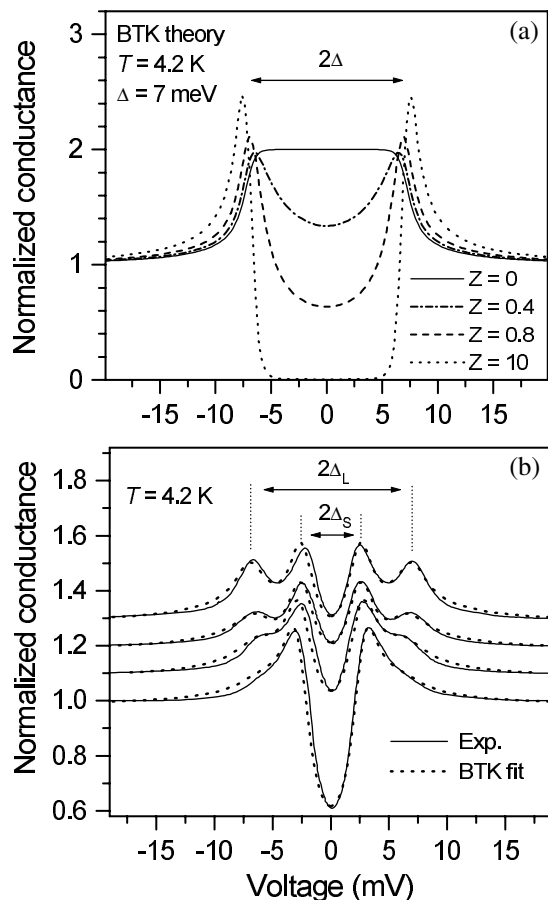 (a)
BTK theory
T = 4.2 K
Δ = 7 meV
2Δ
Normalized conductance
3
2
1
0
Z = 0
Z = 0.4
Z = 0.8
Z = 10
-15 -10 -5 0 5 10 15
(b)
T = 4.2 K
2Δ_L
2Δ_S
Normalized conductance
1.8
1.6
1.4
1.2
1.0
0.8
0.6
Exp.
BTK fit
-15 -10 -5 0 5 10 15
Voltage (mV)